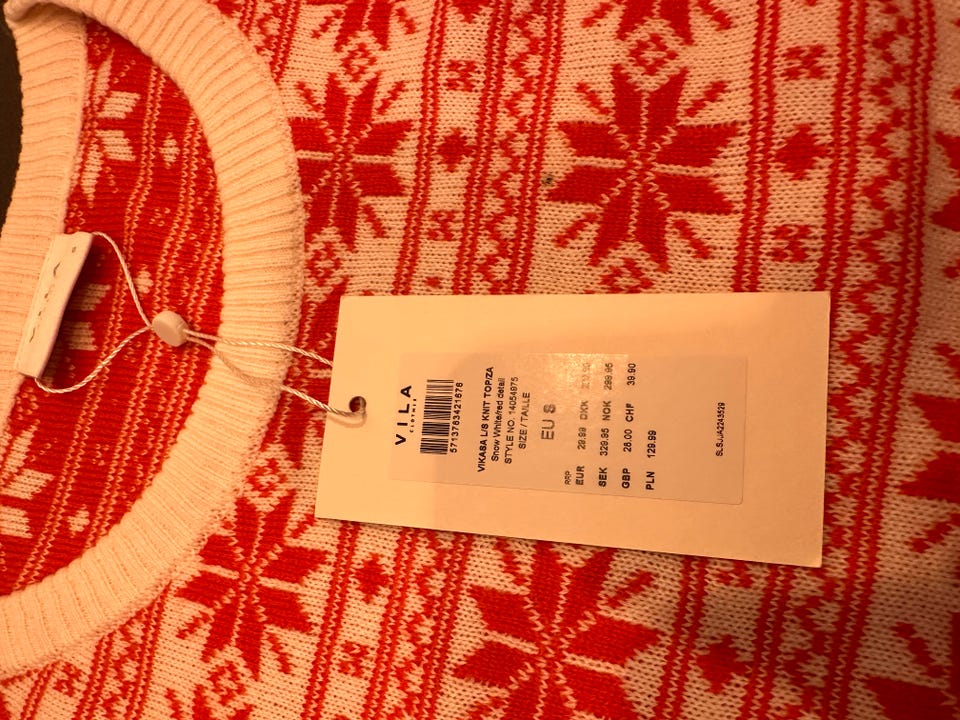 VILA
CLOTHES
5713763421676
VIKASA L/S KNIT TOP/ZA
Snow White/red detail
STYLE NO. 14054975
SIZE / TAILLE
EU S
RRP
EUR 29.99 DKK
SEK 329.95 NOK 299.95
GBP 26.00 CHF 39.90
PLN 129.99